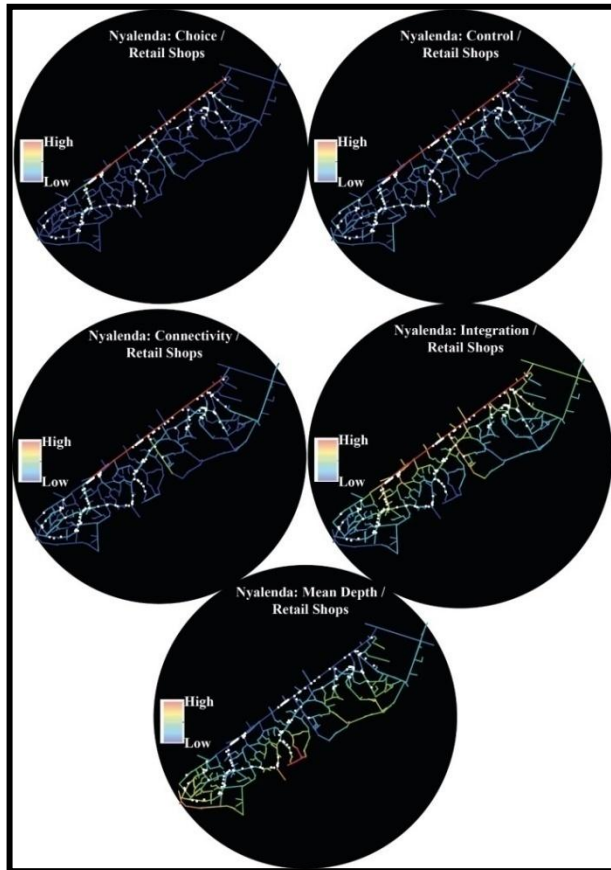 Nyalenda: Choice /
Retail Shops
High
Low
Nyalenda: Control /
Retail Shops
High
Low
Nyalenda: Connectivity /
Retail Shops
High
Low
Nyalenda: Integration /
Retail Shops
High
Low
Nyalenda: Mean Depth /
Retail Shops
High
Low